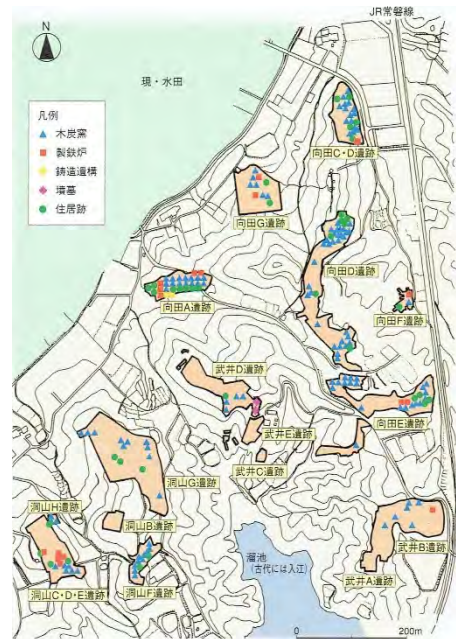 JR常磐線
N
現・水田
凡例
木炭窯
製鉄炉
鋳造遺構
墳墓
住居跡
向田C・D遺跡
向田G遺跡
向田D遺跡
向田A遺跡
向田F遺跡
武井D遺跡
向田E遺跡
武井E遺跡
武井C遺跡
洞山G遺跡
洞山H遺跡
洞山B遺跡
武井B遺跡
溜池
(古代には入江)
武井A遺跡
洞山C・D・E遺跡
洞山F遺跡
0
200m